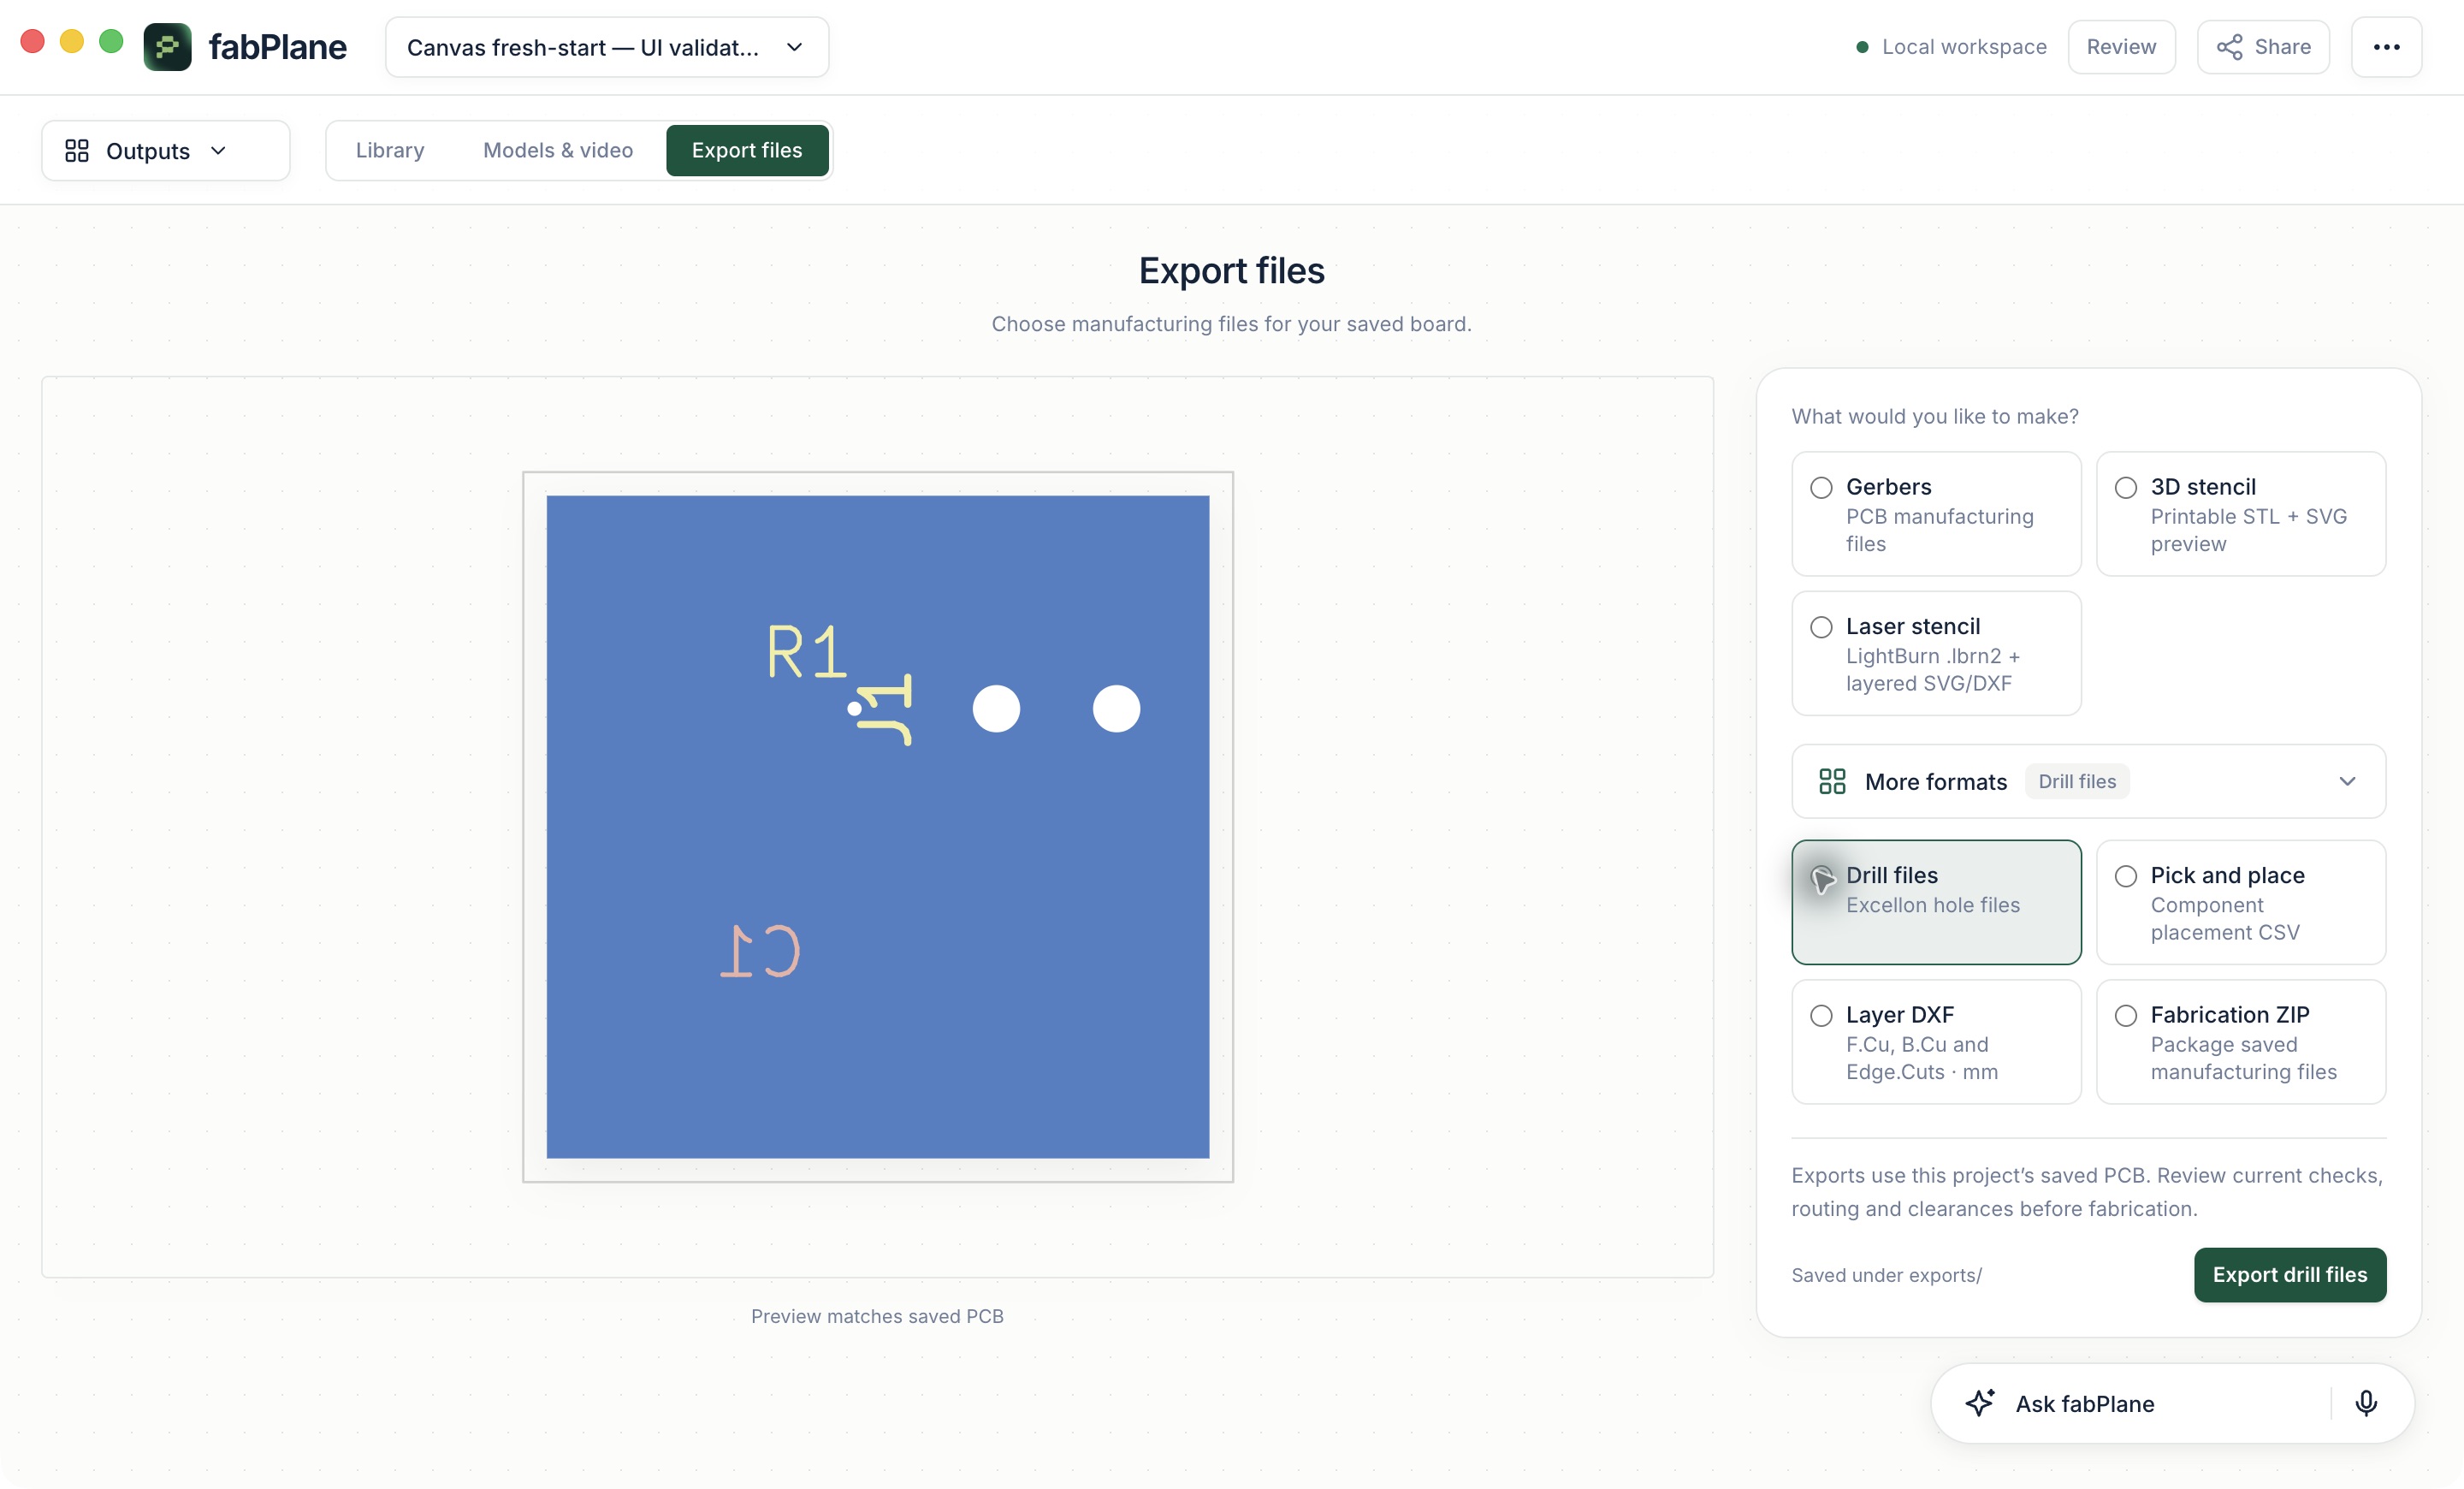 fabPlane
Canvas fresh-start — UI validat...
Local workspace
Review
Share
Outputs
Library
Models & video
Export files
Export files
Choose manufacturing files for your saved board.
R1
J1
C1
Preview matches saved PCB
What would you like to make?
Gerbers
PCB manufacturing
files
3D stencil
Printable STL + SVG
preview
Laser stencil
LightBurn .lbrn2 +
layered SVG/DXF
More formats
Drill files
Drill files
Excellon hole files
Pick and place
Component
placement CSV
Layer DXF
F.Cu, B.Cu and
Edge.Cuts · mm
Fabrication ZIP
Package saved
manufacturing files
Exports use this project’s saved PCB. Review current checks,
routing and clearances before fabrication.
Saved under exports/
Export drill files
Ask fabPlane